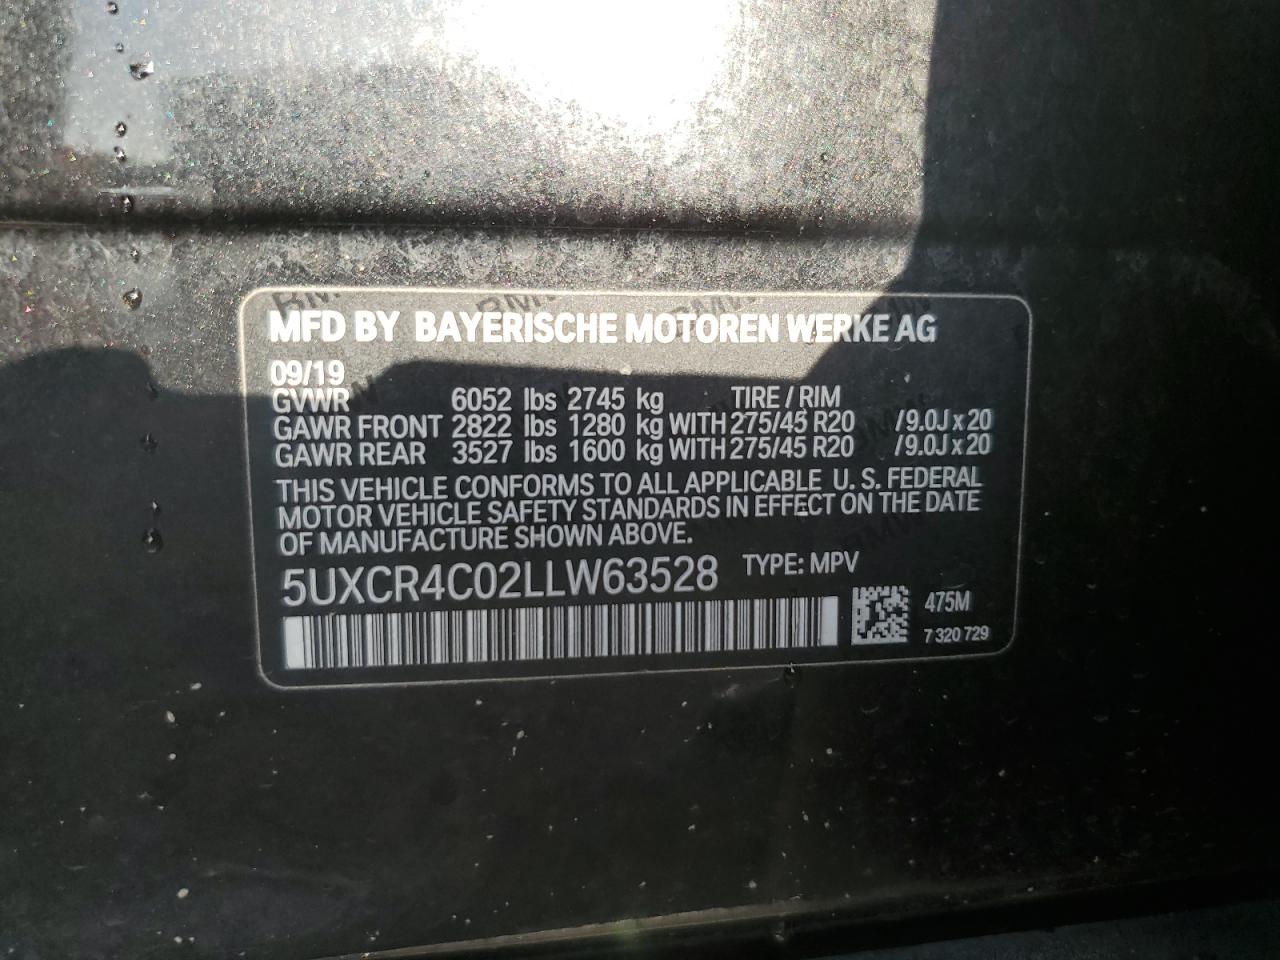 MFD BY BAYERISCHE MOTOREN WERKE AG
09/19
GVWR 6052 lbs 2745 kg TIRE / RIM
GAWR FRONT 2822 lbs 1280 kg WITH 275/45 R20 /9.0J x 20
GAWR REAR 3527 lbs 1600 kg WITH 275/45 R20 /9.0J x 20
THIS VEHICLE CONFORMS TO ALL APPLICABLE U. S. FEDERAL
MOTOR VEHICLE SAFETY STANDARDS IN EFFECT ON THE DATE
OF MANUFACTURE SHOWN ABOVE.
5UXCR4C02LLW63528 TYPE: MPV
475M
7 320 729